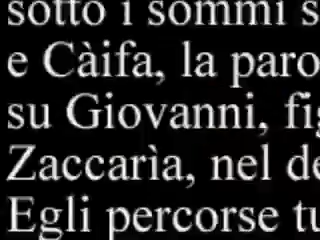 sotto i sommi s
e Càifa, la paro
su Giovanni, fig
Zaccarìa, nel de
Egli percorse tu